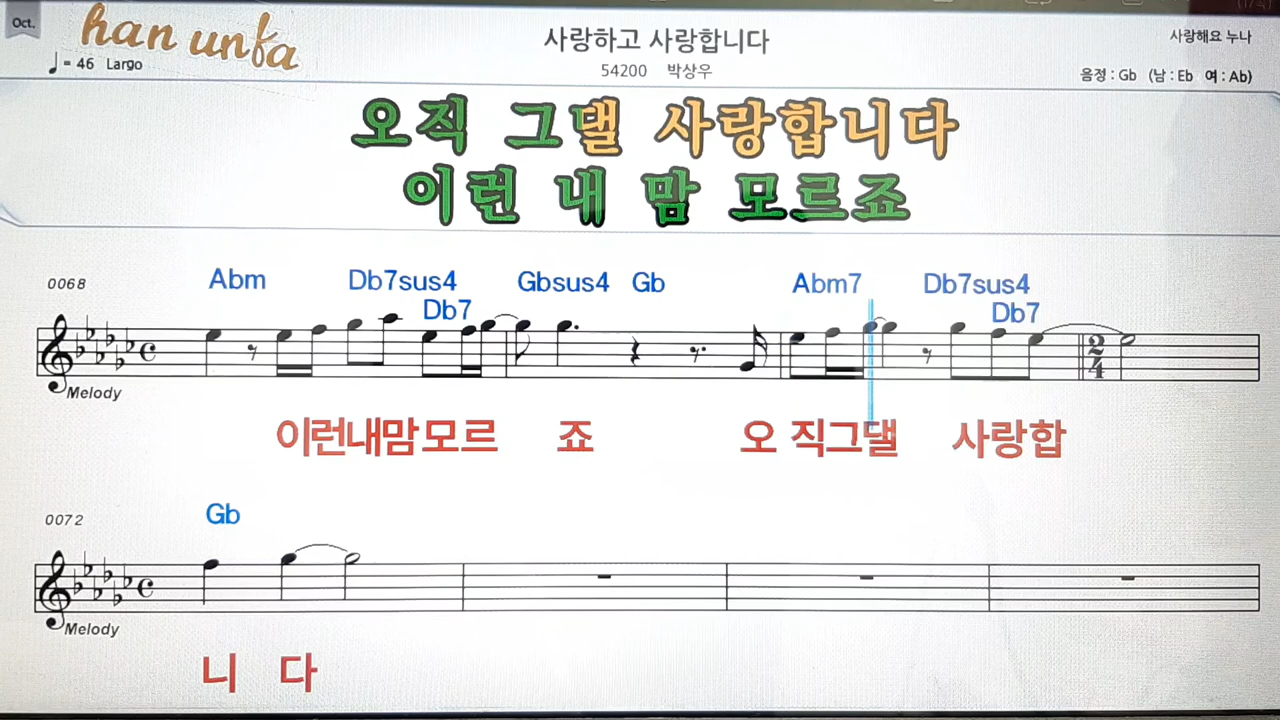 Oct.
han unfa
♩ = 46 Largo
사랑하고 사랑합니다
54200 박상우
사랑해요 누나
음정 : Gb (남 : Eb 여 : Ab)
오직 그댈 사랑합니다
이런 내 맘 모르죠
0068
Abm Db7sus4 Db7 Gbsus4 Gb Abm7 Db7sus4 Db7
2
4
Melody
이런내맘모르 죠 오 직그댈 사랑합
0072
Gb
Melody
니 다